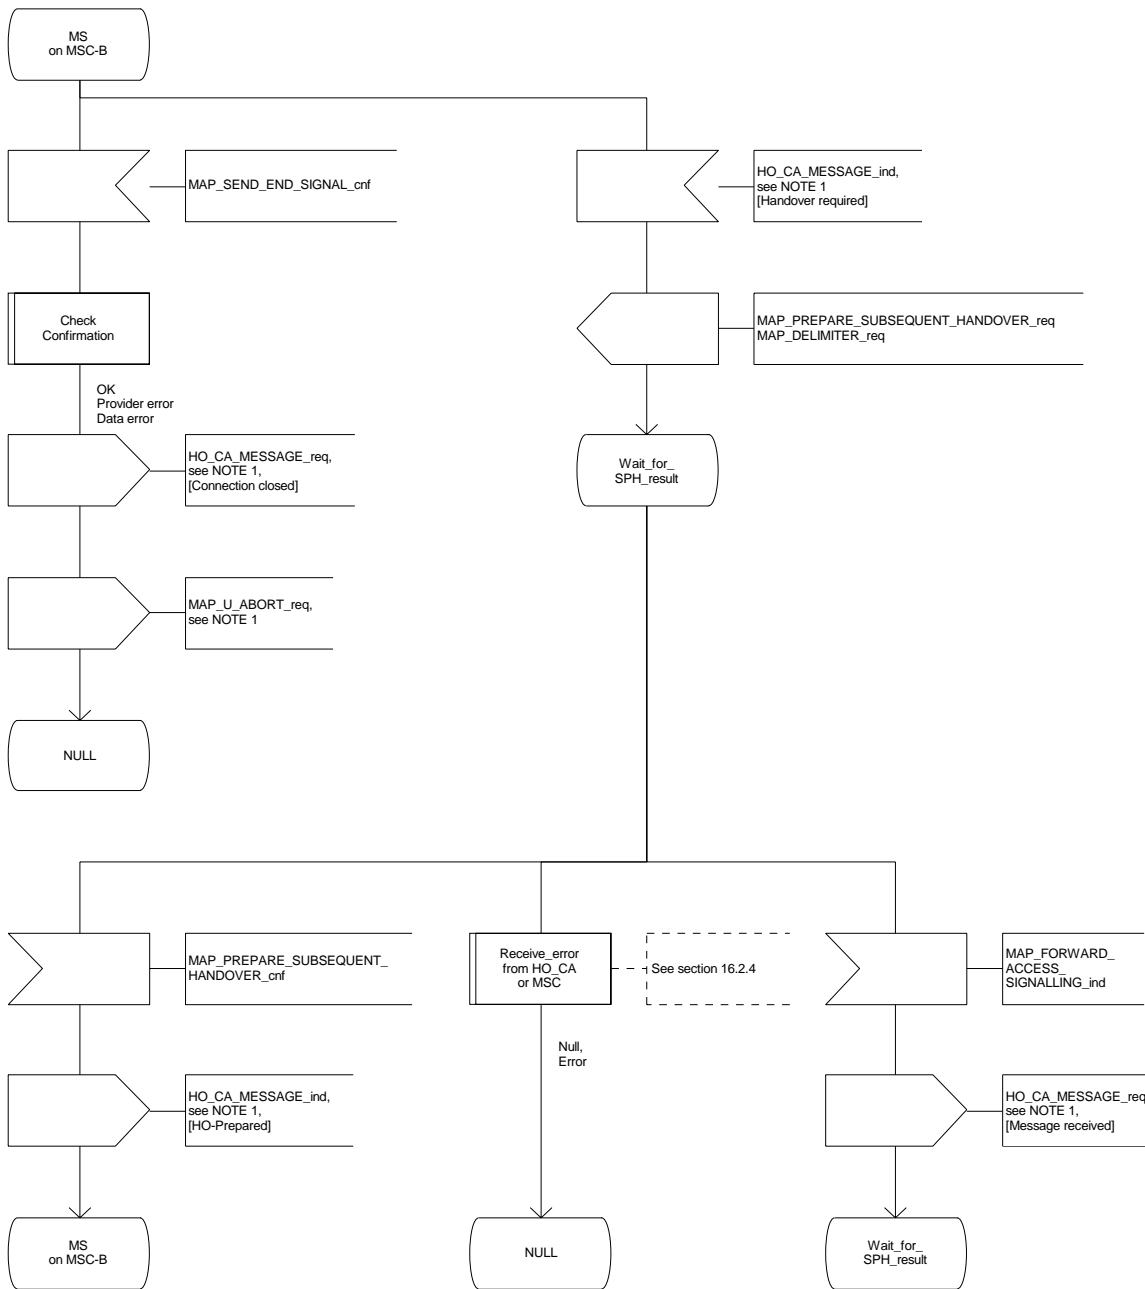 MS
on MSC-B
MAP_SEND_END_SIGNAL_cnf
HO_CA_MESSAGE_ind,
see NOTE 1
[Handover required]
Check
Confirmation
MAP_PREPARE_SUBSEQUENT_HANDOVER_req
MAP_DELIMITER_req
OK
Provider error
Data error
HO_CA_MESSAGE_req,
see NOTE 1,
[Connection closed]
Wait_for_
SPH_result
MAP_U_ABORT_req,
see NOTE 1
NULL
MAP_PREPARE_SUBSEQUENT_
HANDOVER_cnf
Receive_error
from HO_CA
or MSC
See section 16.2.4
MAP_FORWARD_
ACCESS_
SIGNALLING_ind
Null,
Error
HO_CA_MESSAGE_ind,
see NOTE 1,
[HO-Prepared]
HO_CA_MESSAGE_req
see NOTE 1,
[Message received]
MS
on MSC-B
NULL
Wait_for_
SPH_result